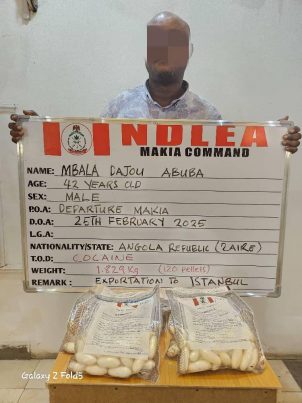 NDLEA
MAKIA COMMAND
NAME: MBALA DAJOU ABUBA
AGE: 42 YEARS OLD
SEX: MALE
P.O.A: DEPARTURE MAKIA
D.O.A: 25TH FEBRUARY 2025
L.G.A:
NATIONALITY/STATE: ANGOLA REPUBLIC (ZAIRE)
T.O.D: COCAINE
WEIGHT: 1.829KG (120 pellets)
REMARK: EXPORTATION TO ISTANBUL
Galaxy Z Fold5